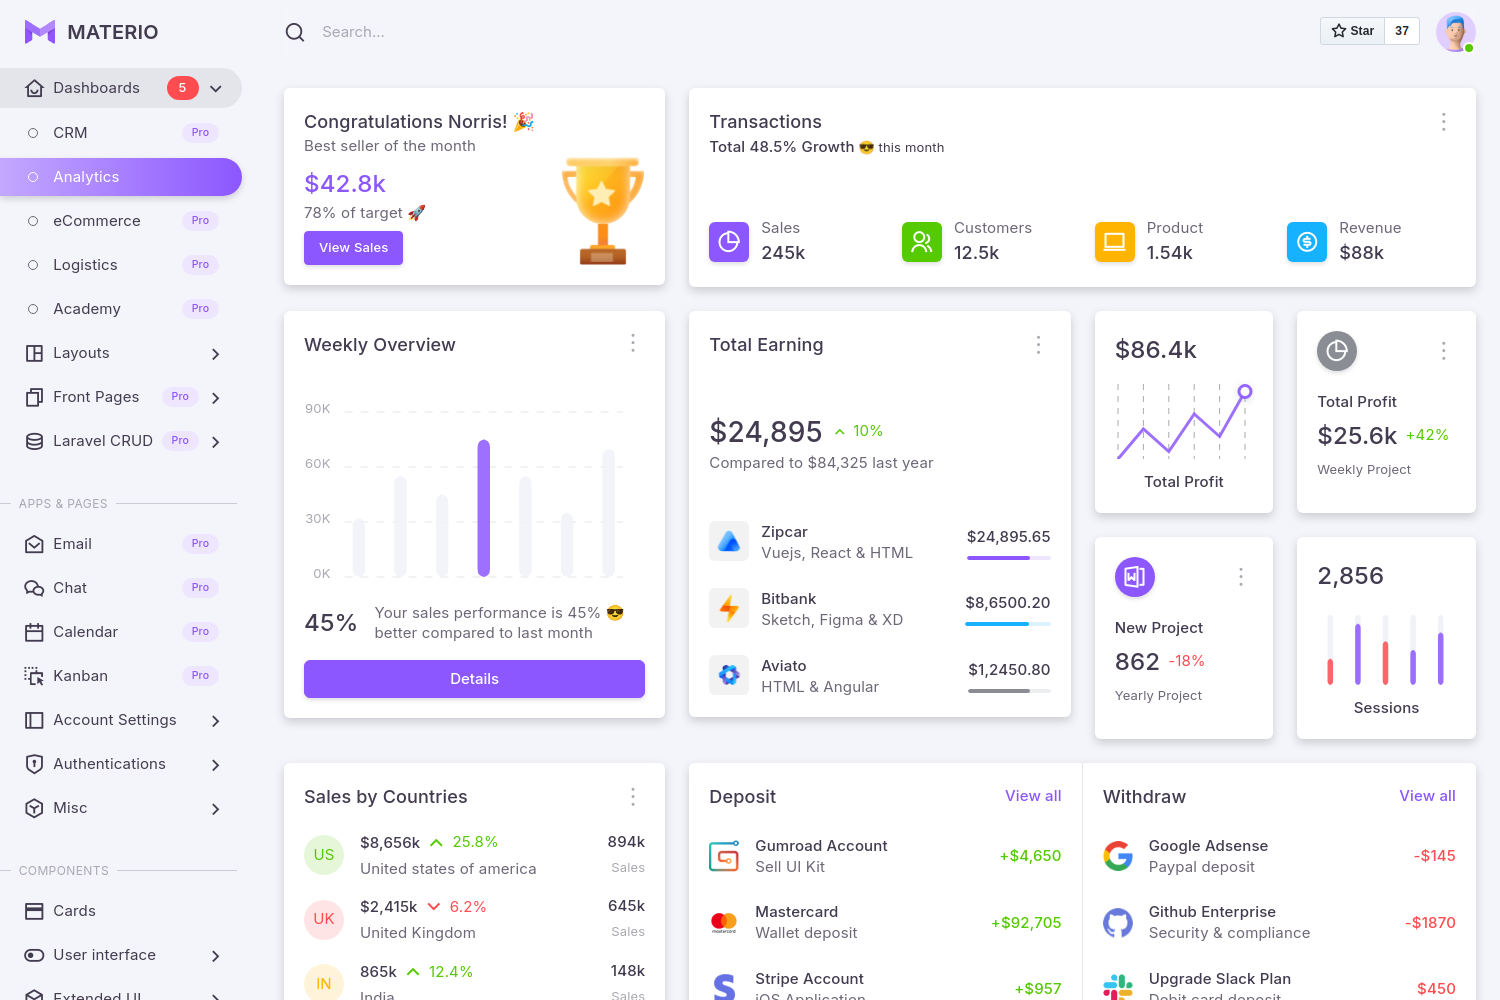 MATERIO
Search...
Star
37
Dashboards
5
CRM
Pro
Analytics
eCommerce
Pro
Logistics
Pro
Academy
Pro
Layouts
Front Pages
Pro
Laravel CRUD
Pro
APPS & PAGES
Email
Pro
Chat
Pro
Calendar
Pro
Kanban
Pro
Account Settings
Authentications
Misc
COMPONENTS
Cards
User interface
Extended UI
Congratulations Norris! 🎉
Best seller of the month
$42.8k
78% of target 🚀
View Sales
Transactions
Total 48.5% Growth 😎 this month
Sales
245k
Customers
12.5k
Product
1.54k
Revenue
$88k
Weekly Overview
90K
60K
30K
0K
45%
Your sales performance is 45% 😎
better compared to last month
Details
Total Earning
$24,895
10%
Compared to $84,325 last year
Zipcar
Vuejs, React & HTML
$24,895.65
Bitbank
Sketch, Figma & XD
$8,6500.20
Aviato
HTML & Angular
$1,2450.80
$86.4k
Total Profit
Total Profit
$25.6k +42%
Weekly Project
New Project
862 -18%
Yearly Project
2,856
Sessions
Sales by Countries
US
$8,656k
25.8%
894k
United states of america
Sales
UK
$2,415k
6.2%
645k
United Kingdom
Sales
IN
865k
12.4%
148k
India
Sales
Deposit
View all
Gumroad Account
Sell UI Kit
+$4,650
mastercard
Mastercard
Wallet deposit
+$92,705
Stripe Account
iOS Application
+$957
Withdraw
View all
Google Adsense
Paypal deposit
-$145
Github Enterprise
Security & compliance
-$1870
Upgrade Slack Plan
Debit card deposit
$450